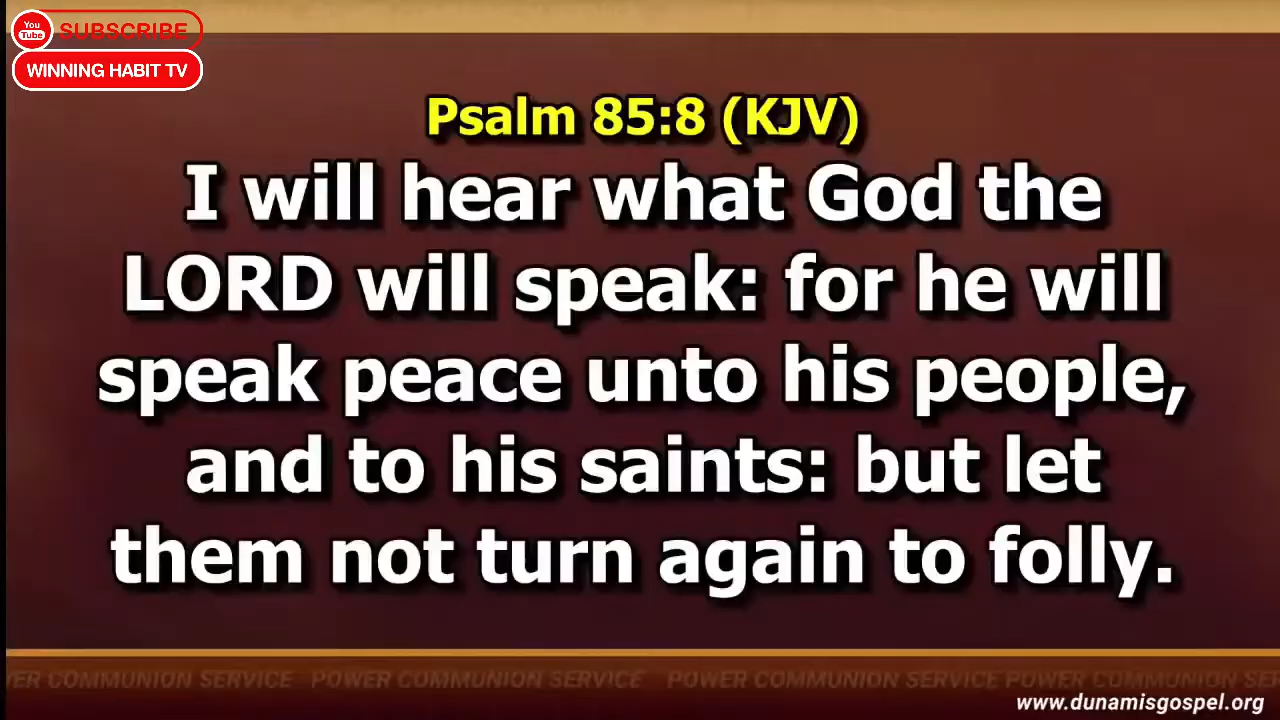 You
Tube
SUBSCRIBE
WINNING HABIT TV
Psalm 85:8 (KJV)
I will hear what God the
LORD will speak: for he will
speak peace unto his people,
and to his saints: but let
them not turn again to folly.
ER COMMUNION SERVICE POWER COMMUNION SERVICE POWER COMMUNION SERVICE POWER COMMUNION SER
www.dunamisgospel.org